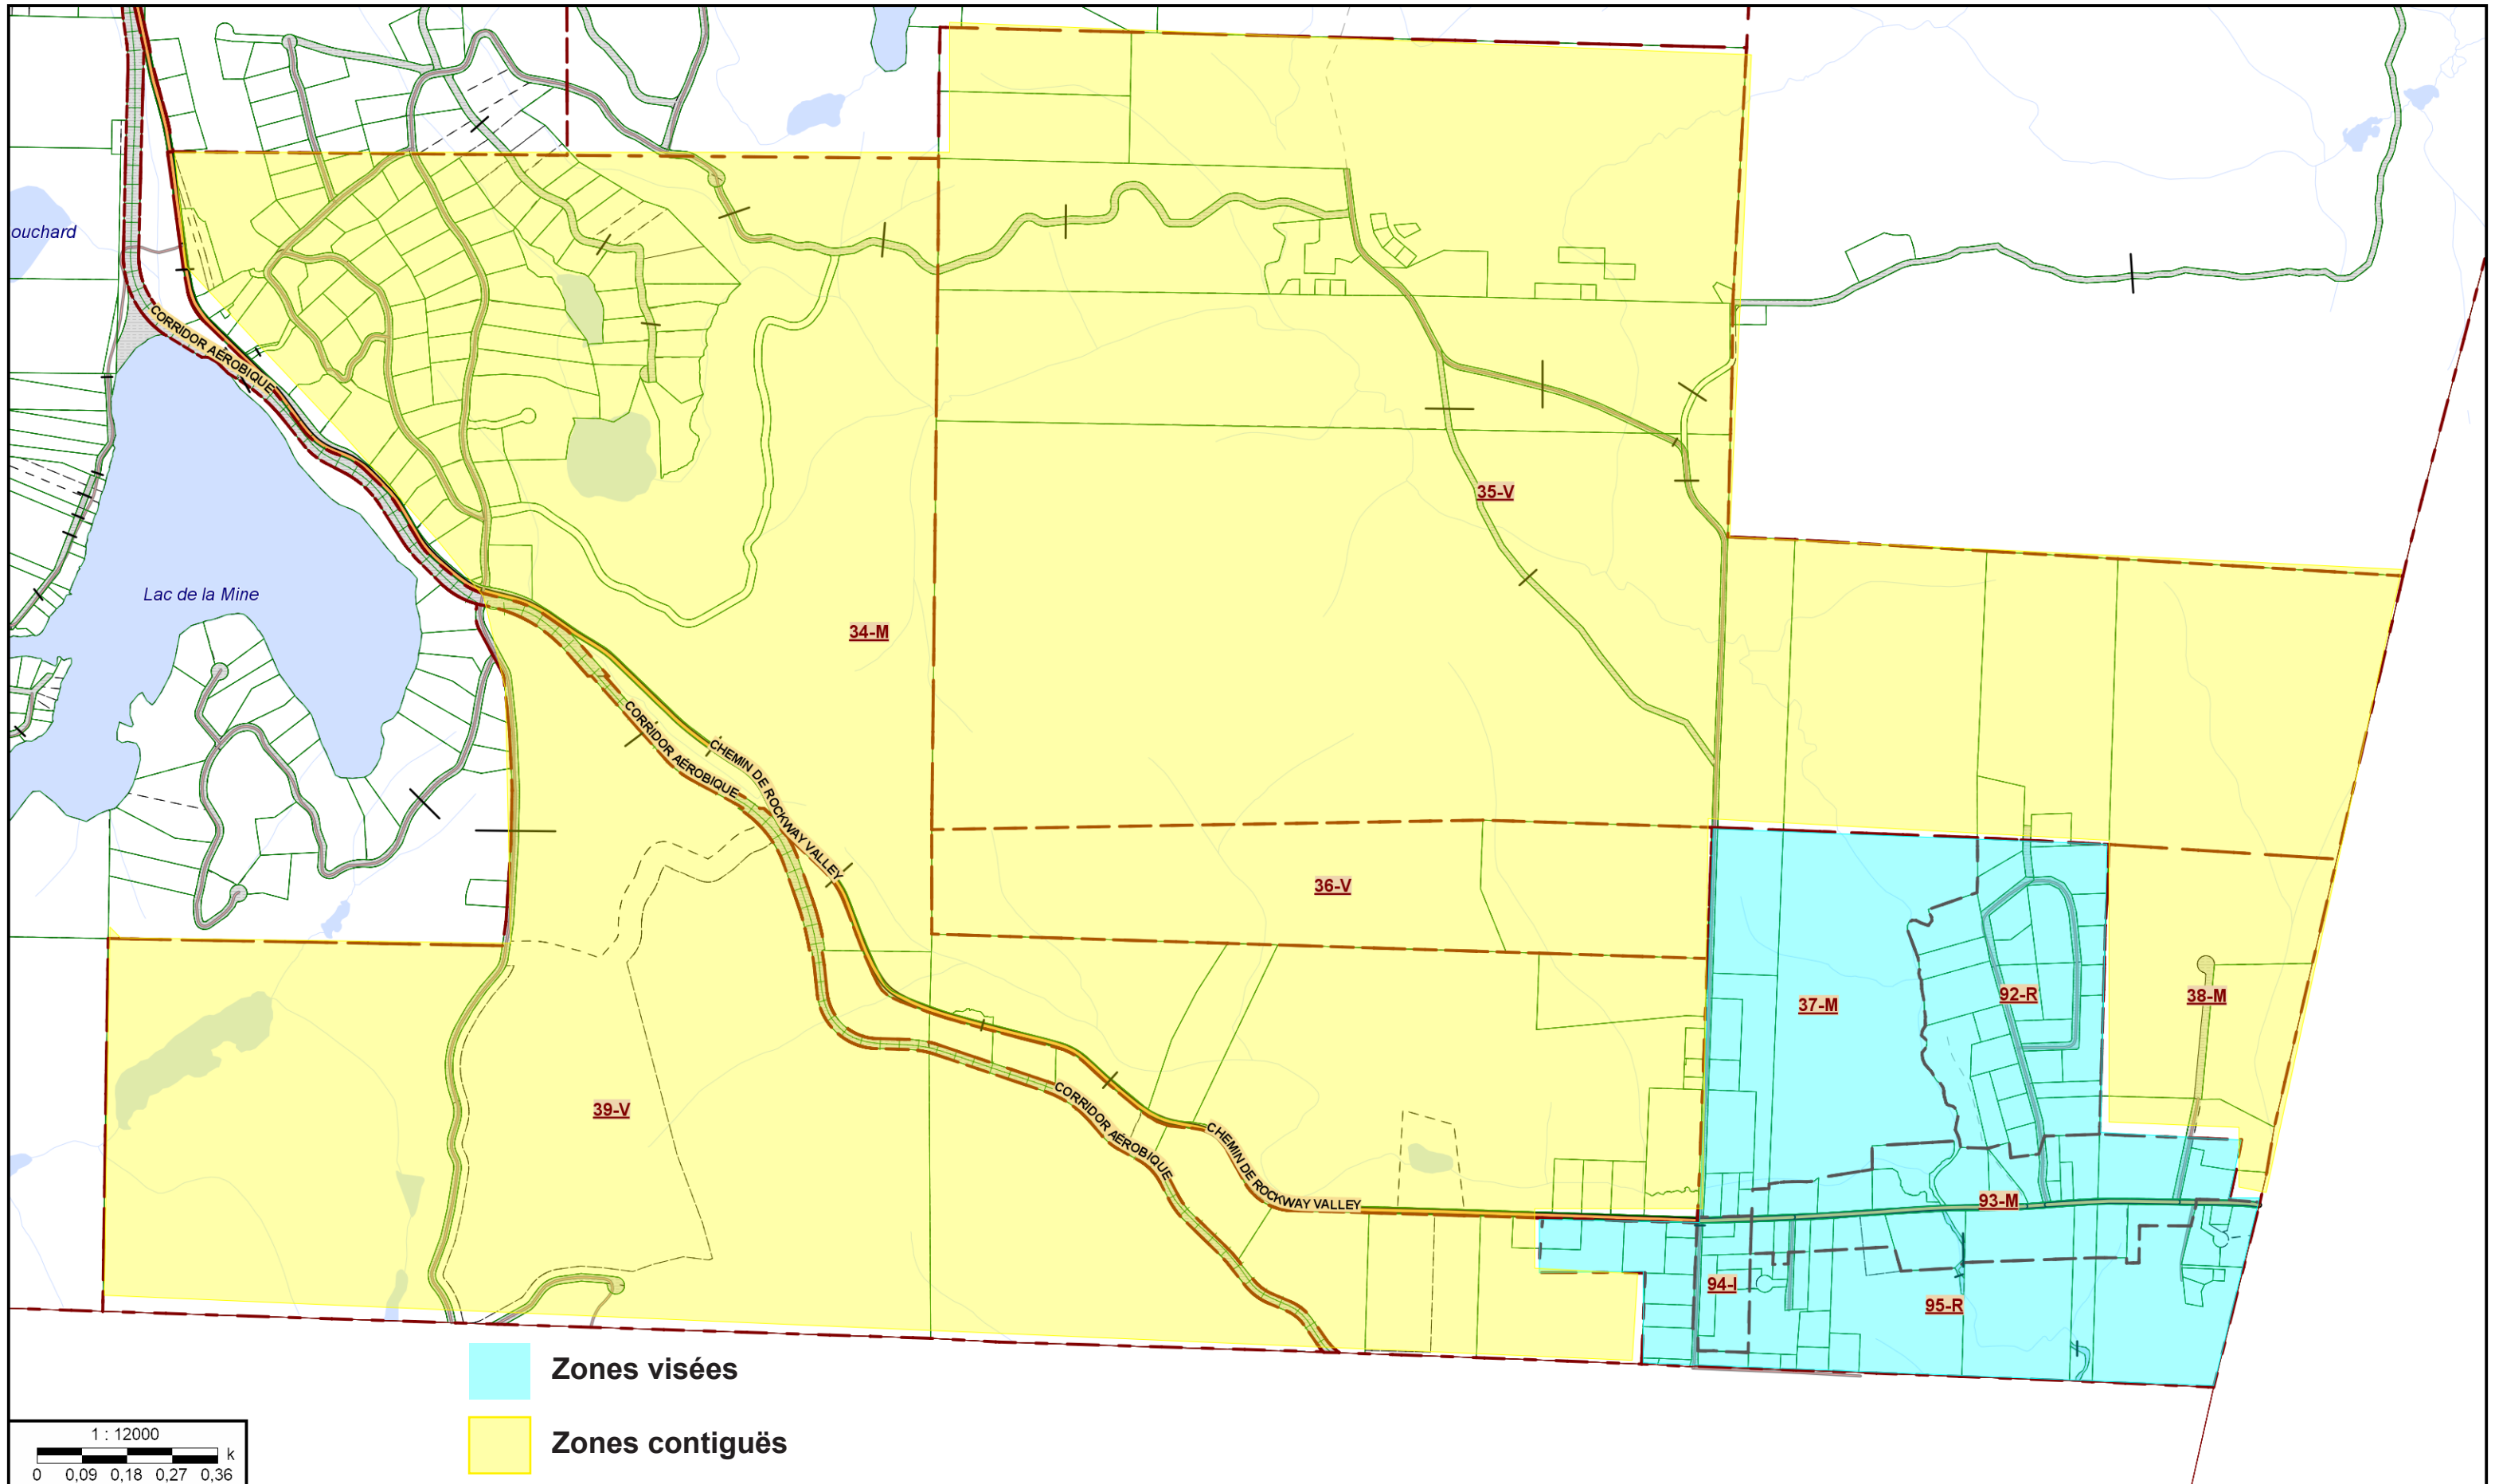 ouchard
CORRIDOR AÉROBIQUE
35-V
Lac de la Mine
34-M
CORRIDOR AÉROBIQUE
CHEMIN DE ROCKWAY VALLEY
36-V
92-R
38-M
37-M
39-V
CORRIDOR AÉROBIQUE
CHEMIN DE ROCKWAY VALLEY
93-M
94-I
95-R
Zones visées
Zones contiguës
1 : 12000
k
0 0,09 0,18 0,27 0,36